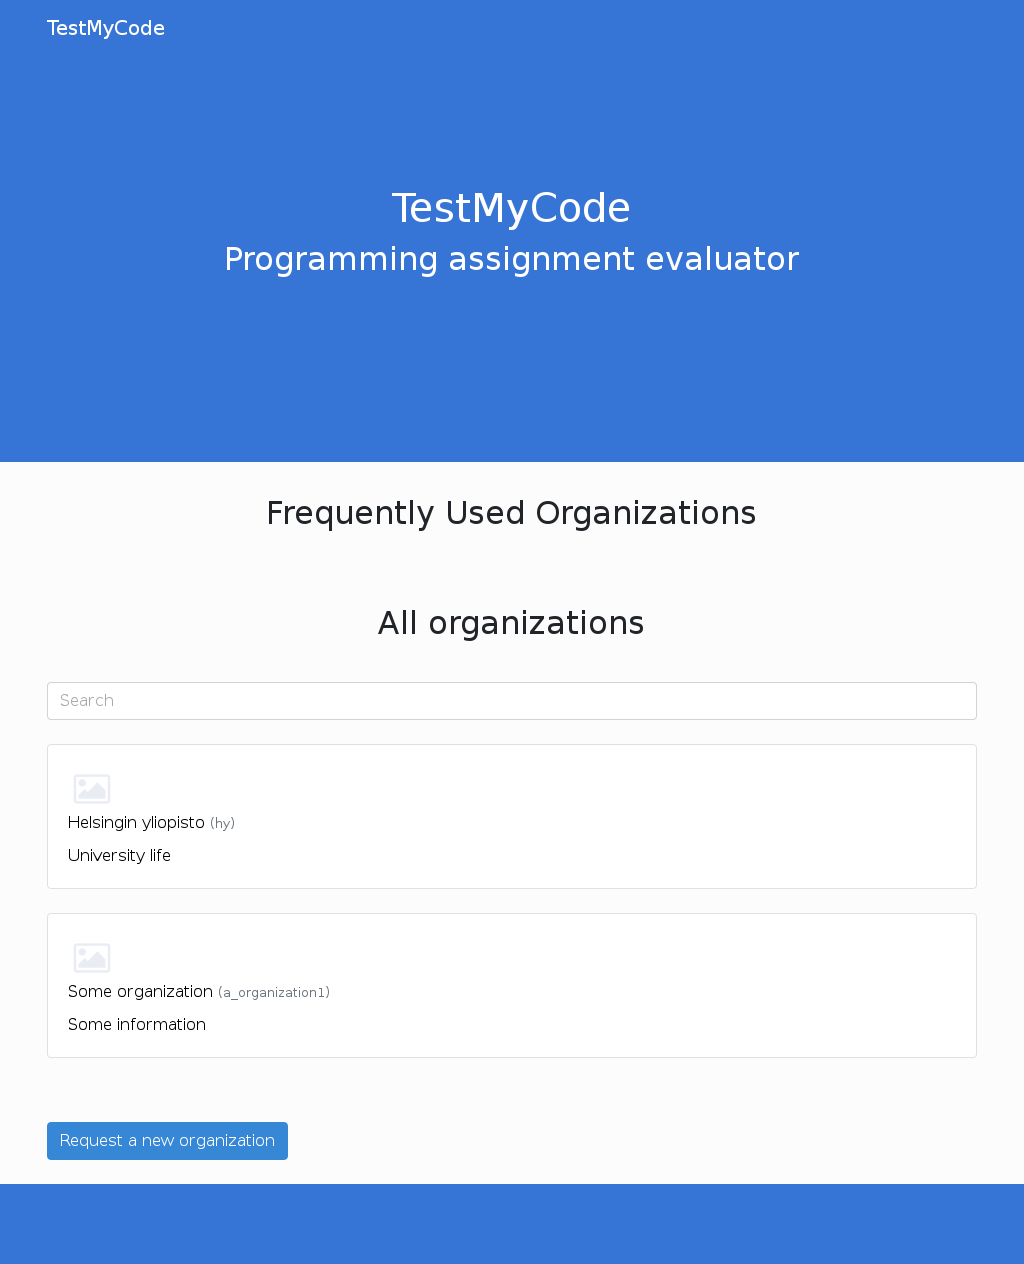 TestMyCode
TestMyCode
Programming assignment evaluator
Frequently Used Organizations
All organizations
Search
Helsingin yliopisto (hy)
University life
Some organization (a_organization1)
Some information
Request a new organization